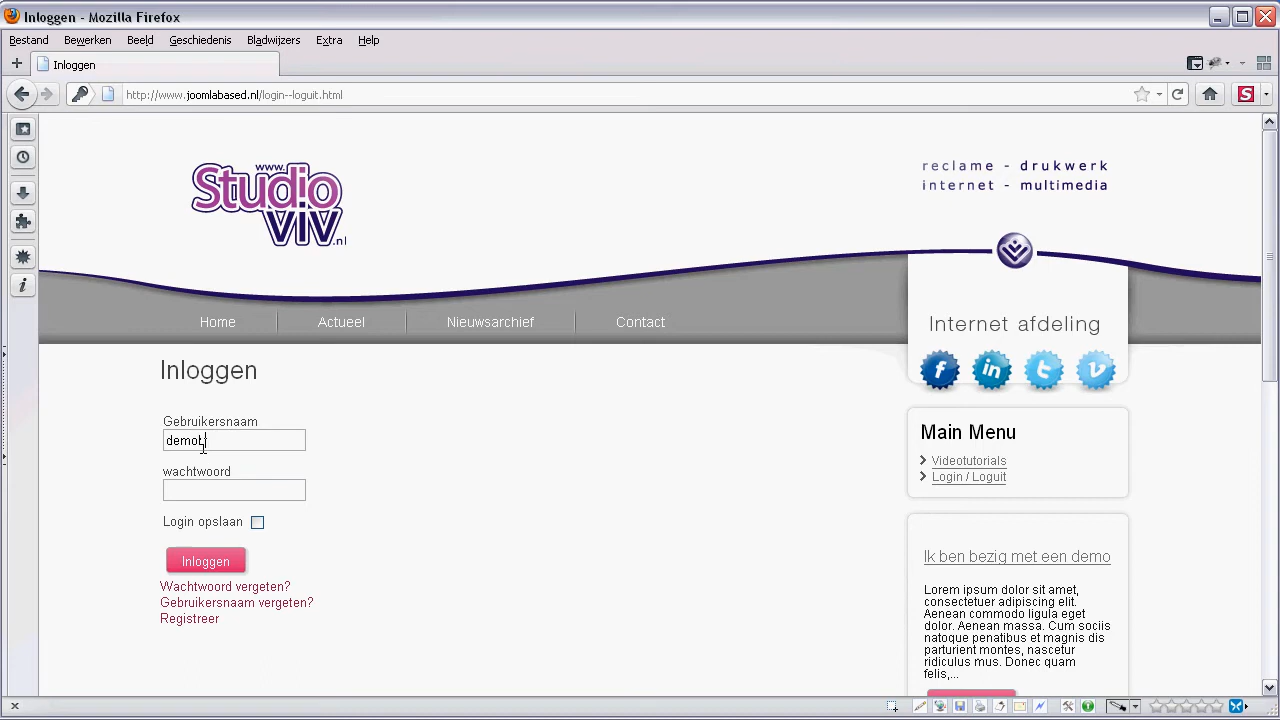 Inloggen - Mozilla Firefox
Bestand Bewerken Beeld Geschiedenis Bladwijzers Extra Help
Inloggen
http://www.joomlabased.nl/login--loguit.html
www.
Studio
VIV
.nl
reclame - drukwerk
internet - multimedia
Home Actueel Nieuwsarchief Contact
Internet afdeling
Inloggen
Gebruikersnaam
wachtwoord
Login opslaan
Inloggen
Wachtwoord vergeten?
Gebruikersnaam vergeten?
Registreer
Main Menu
Videotutorials
Login / Loguit
Ik ben bezig met een demo
Lorem ipsum dolor sit amet,
consectetuer adipiscing elit.
Aenean commodo ligula eget
dolor. Aenean massa. Cum sociis
natoque penatibus et magnis dis
parturient montes, nascetur
ridiculus mus. Donec quam
felis,...